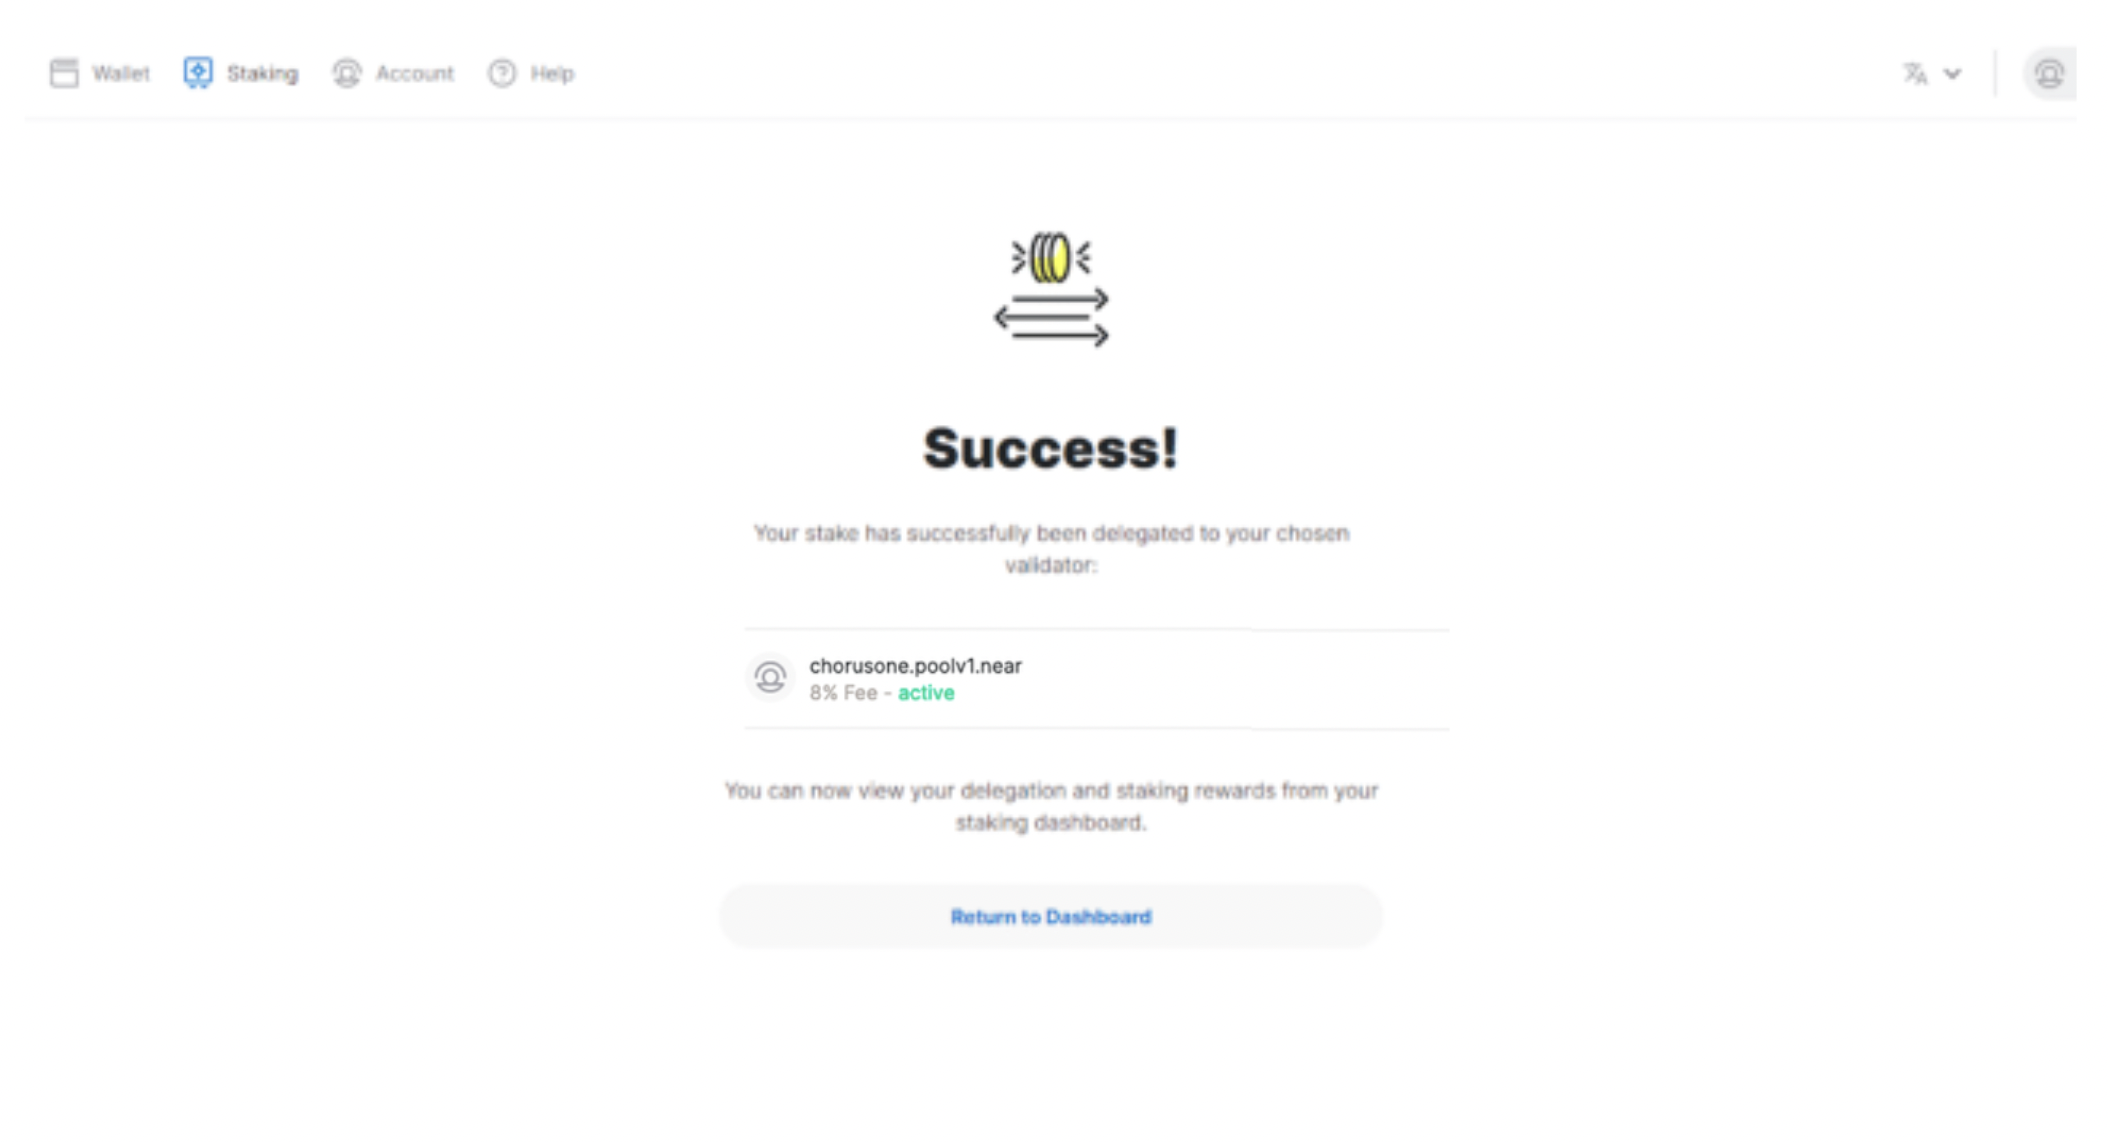 Wallet Staking Account Help
Success!
Your stake has successfully been delegated to your chosen
validator:
chorusone.poolv1.near
8% Fee - active
You can now view your delegation and staking rewards from your
staking dashboard.
Return to Dashboard